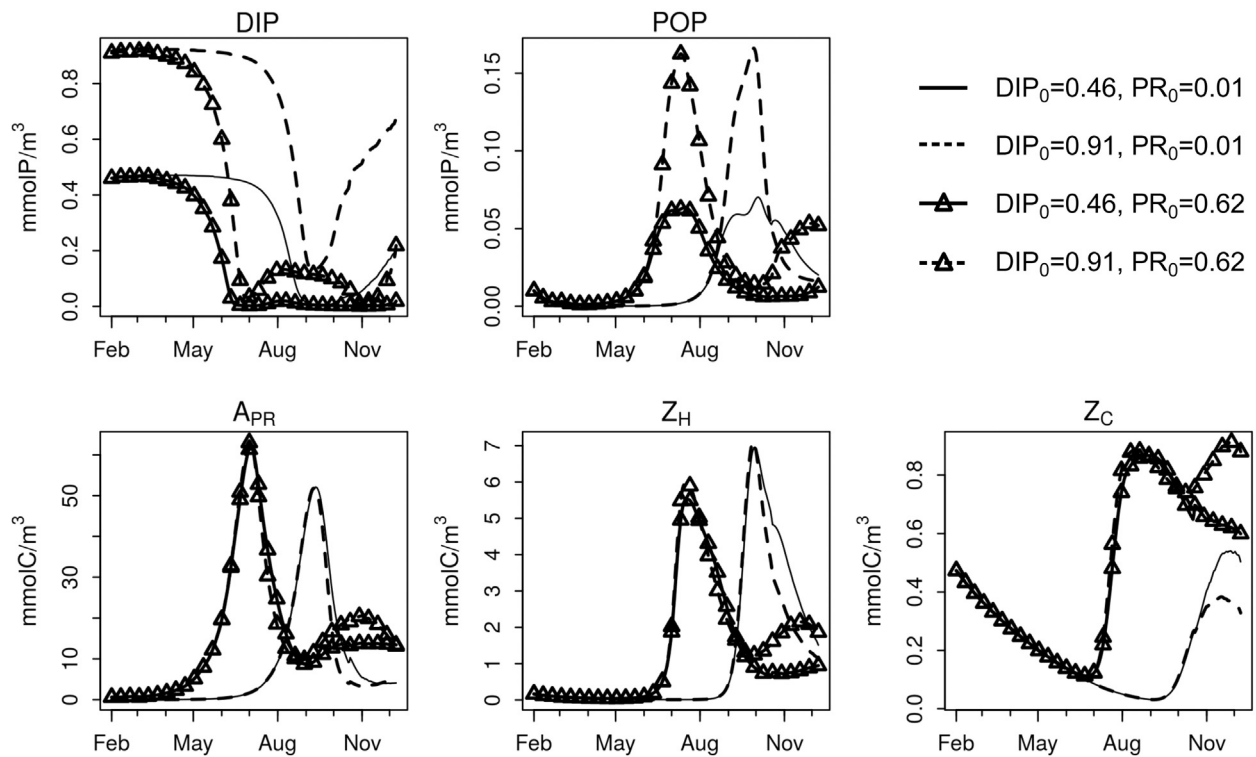 DIP
mmolP/m³
0.0 0.2 0.4 0.6 0.8
Feb May Aug Nov
POP
mmolP/m³
0.00 0.05 0.10 0.15
Feb May Aug Nov
DIP₀=0.46, PR₀=0.01
DIP₀=0.91, PR₀=0.01
DIP₀=0.46, PR₀=0.62
DIP₀=0.91, PR₀=0.62
A_PR
mmolC/m³
0 10 30 50
Feb May Aug Nov
Z_H
mmolC/m³
0 1 2 3 4 5 6 7
Feb May Aug Nov
Z_C
mmolC/m³
0.0 0.2 0.4 0.6 0.8
Feb May Aug Nov